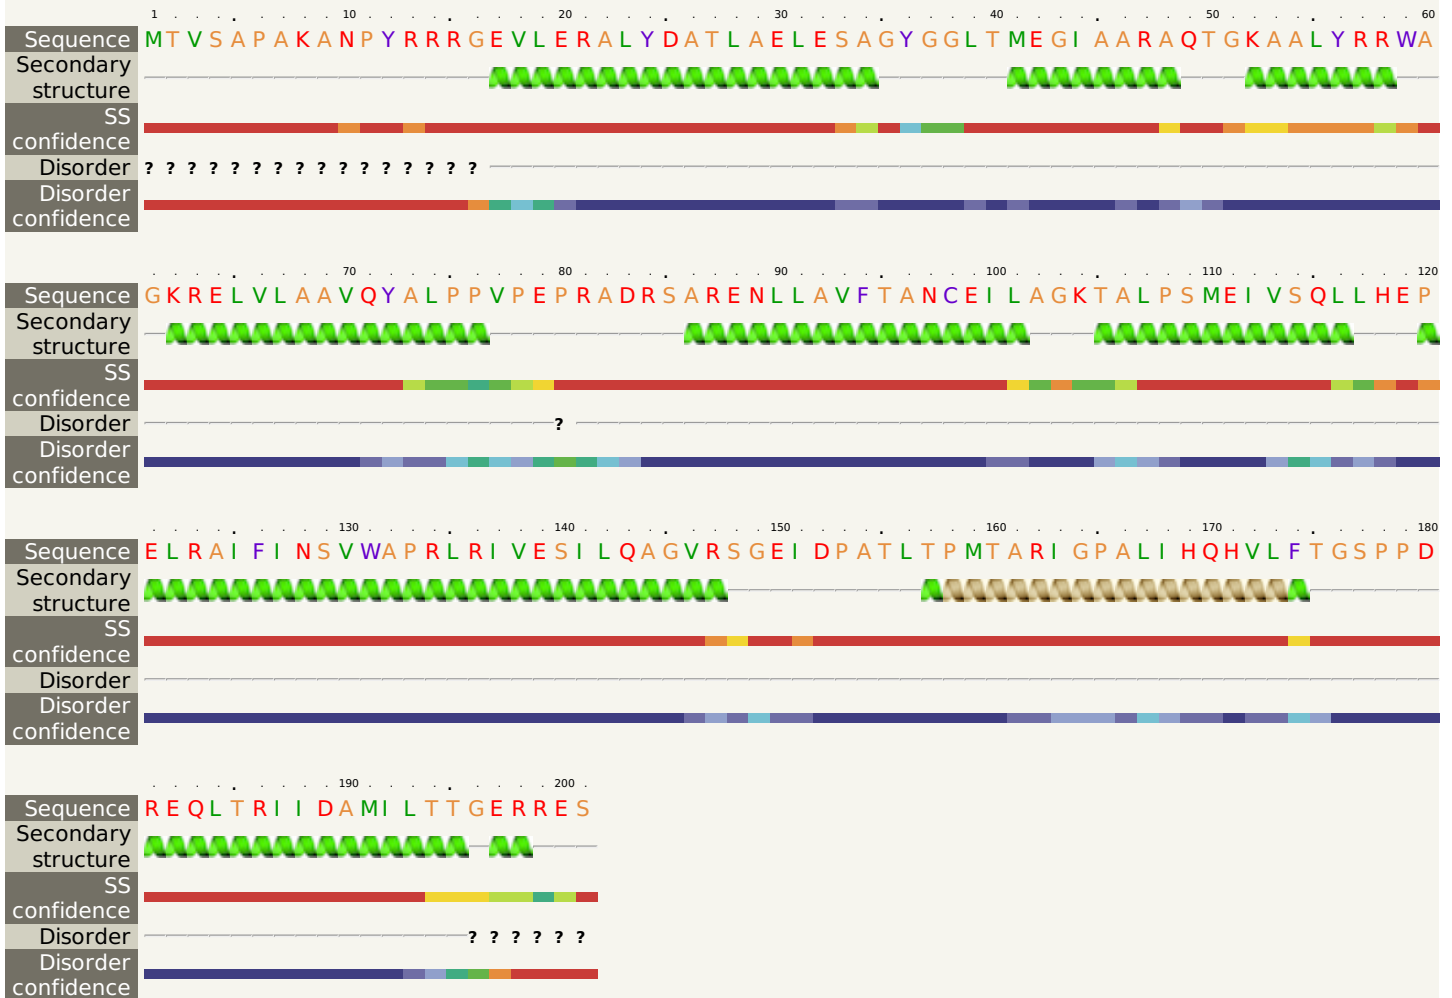 1 . . . . . . . . 10 . . . . . . . . . 20 . . . . . . . . . 30 . . . . . . . . . 40 . . . . . . . . . 50 . . . . . . . . . 60
Sequence MTVSAPAKANPYRRRGEVLERALYDATLAELESAGYGGLTMEGIAARAQTGKAALYRRWA
Secondary
structure
SS
confidence
Disorder ? ? ? ? ? ? ? ? ? ? ? ? ? ? ? ?
Disorder
confidence
. . . . . . . . . 70 . . . . . . . . . 80 . . . . . . . . . 90 . . . . . . . . . 100 . . . . . . . . . 110 . . . . . . . . . 120
Sequence GKRELVLAAVQYALPPVPEPRADRSARENLLAVFTANCEILAGKTALPSMEIVSQLLHEP
Secondary
structure
SS
confidence
Disorder ?
Disorder
confidence
. . . . . . . . . 130 . . . . . . . . . 140 . . . . . . . . . 150 . . . . . . . . . 160 . . . . . . . . . 170 . . . . . . . . . 180
Sequence ELRAIFINSVWAPRLRIVESILQAGVRSGEIDPATLTPMTARIGPALIHQHVLFTGSPPD
Secondary
structure
SS
confidence
Disorder
Disorder
confidence
. . . . . . . . . 190 . . . . . . . . . 200 .
Sequence REQLTRIIDAMILTTGERRES
Secondary
structure
SS
confidence
Disorder ? ? ? ? ? ?
Disorder
confidence